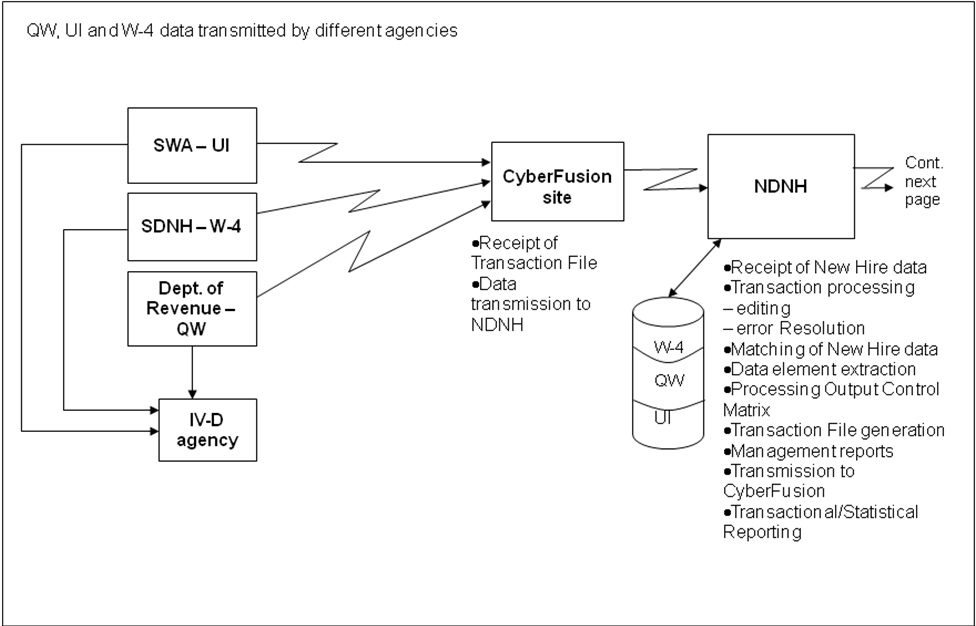 QW, UI and W-4 data transmitted by different agencies
SWA – UI
SDNH – W-4
Dept. of
Revenue –
QW
IV-D
agency
CyberFusion
site
●Receipt of
Transaction File
●Data
transmission to
NDNH
NDNH
Cont.
next
page
W-4
QW
UI
●Receipt of New Hire data
●Transaction processing
– editing
– error Resolution
●Matching of New Hire data
●Data element extraction
●Processing Output Control
Matrix
●Transaction File generation
●Management reports
●Transmission to
CyberFusion
●Transactional/Statistical
Reporting